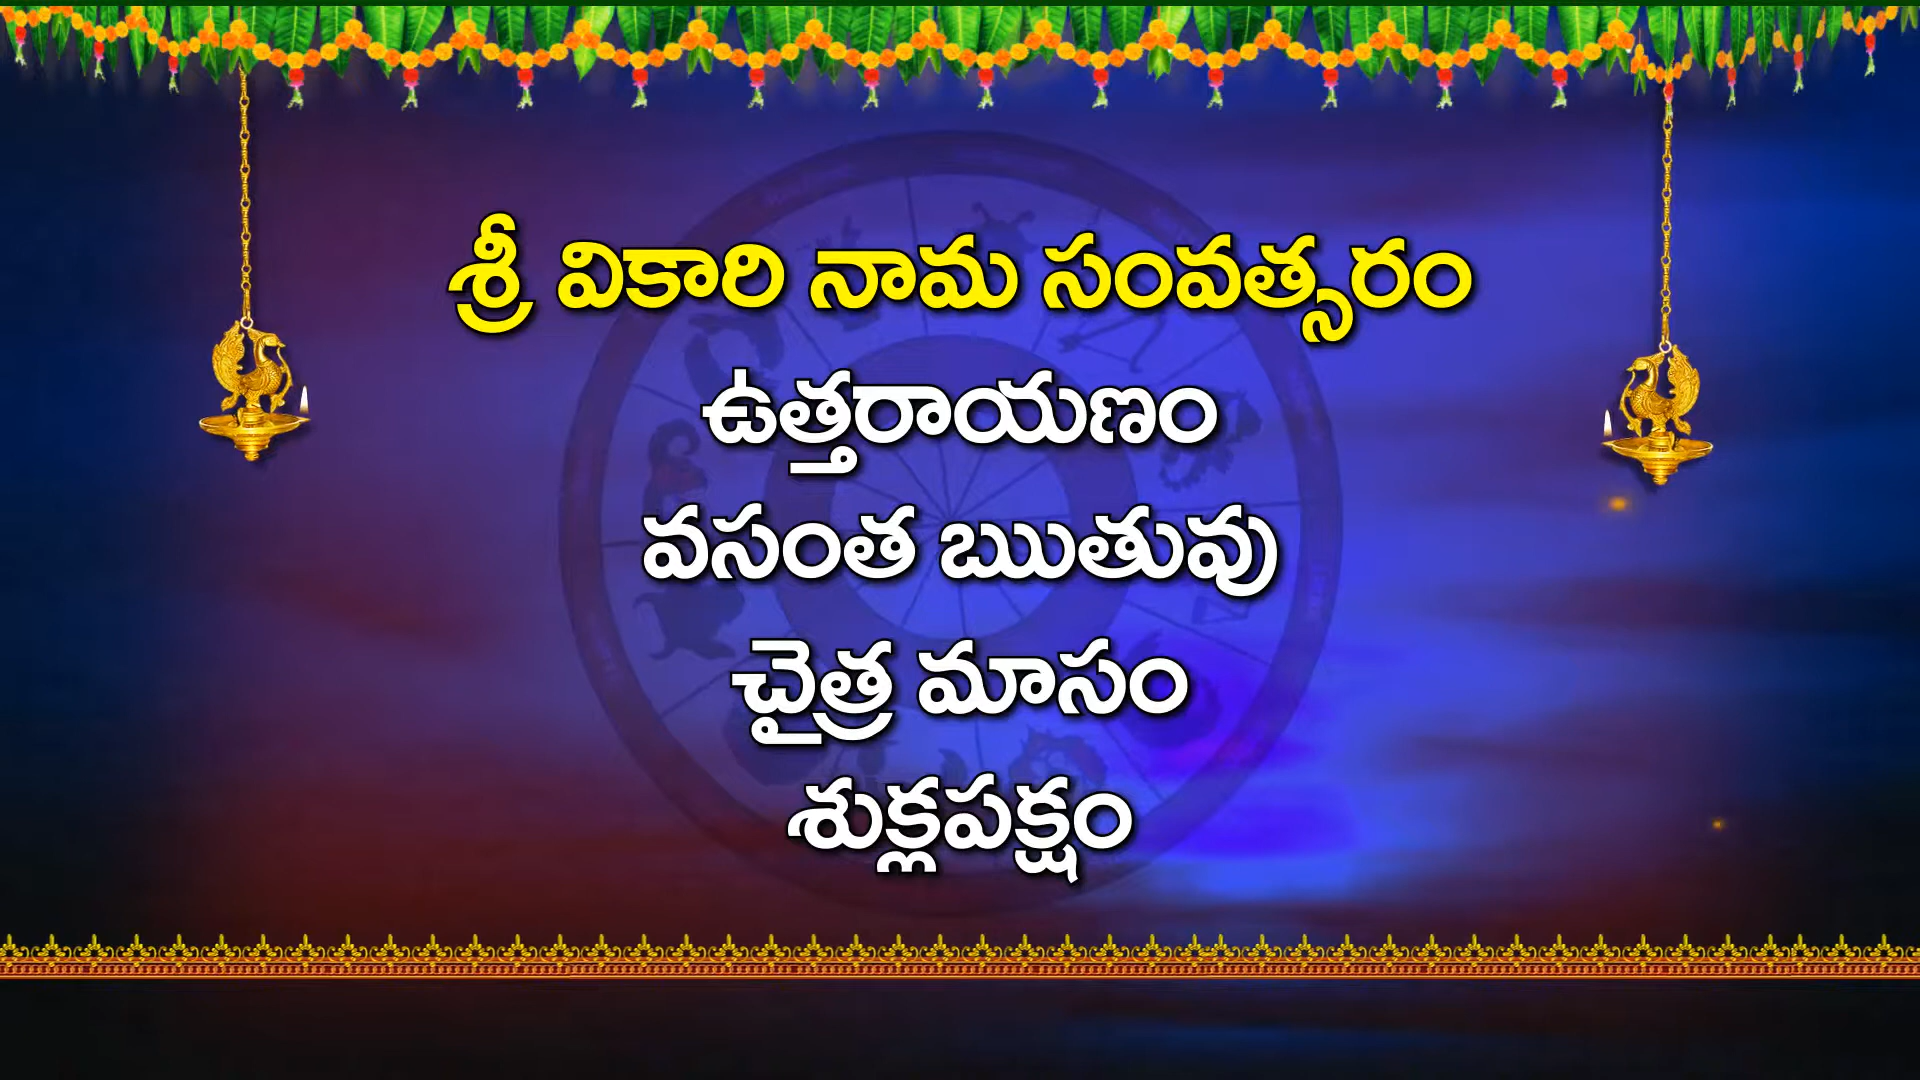 శ్రీ వికారి నామ సంవత్సరం
ఉత్తరాయణం
వసంత ఋతువు
చైత్ర మాసం
శుక్లపక్షం